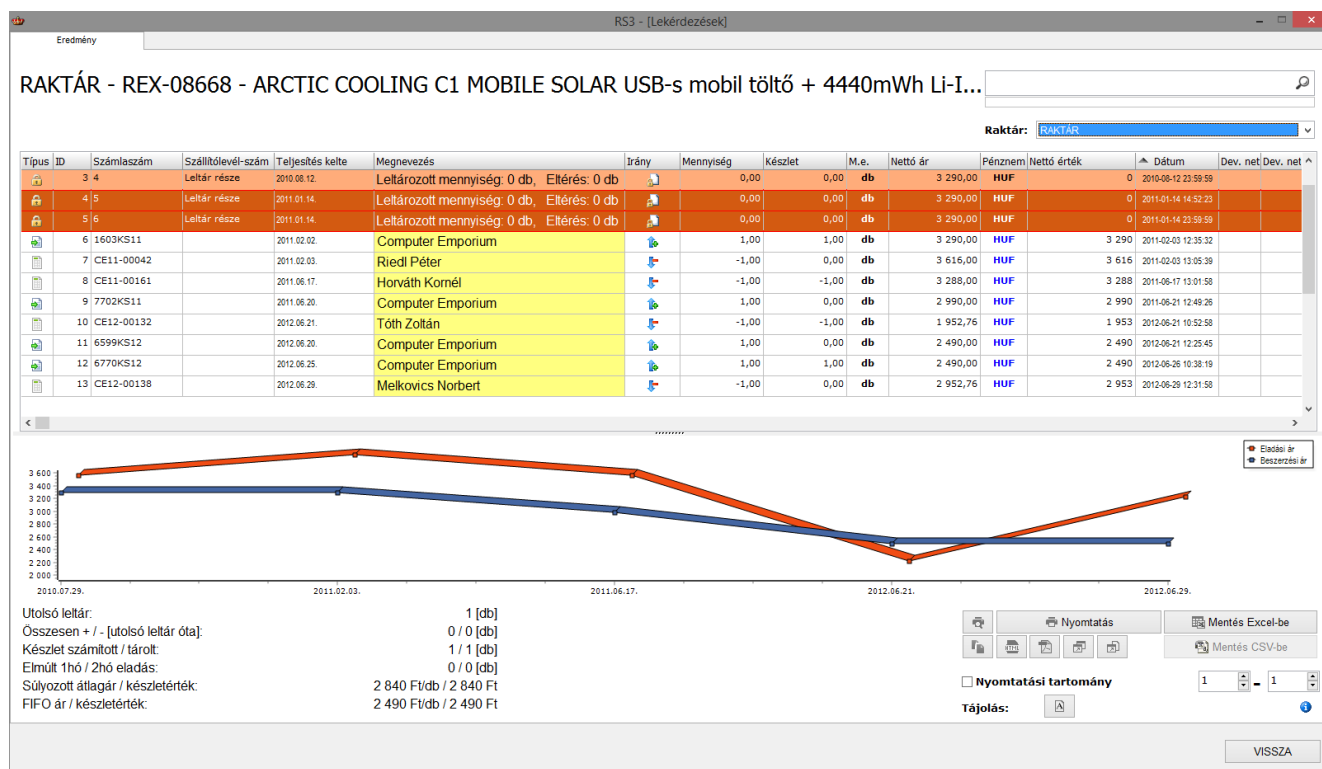 RS3 - [Lekérdezések]
Eredmény
RAKTÁR - REX-08668 - ARCTIC COOLING C1 MOBILE SOLAR USB-s mobil töltő + 4440mWh Li-I...
Raktár: RAKTÁR
Típus ID Számlaszám Szállítólevél-szám Teljesítés kelte Megnevezés Irány Mennyiség Készlet M.e. Nettó ár Pénznem Nettó érték Dátum Dev. net Dev. net
3 4 Leltár része 2010.08.12. Leltározott mennyiség: 0 db, Eltérés: 0 db 0,00 0,00 db 3 290,00 HUF 0 2010-08-12 23:59:59
4 5 Leltár része 2011.01.14. Leltározott mennyiség: 0 db, Eltérés: 0 db 0,00 0,00 db 3 290,00 HUF 0 2011-01-14 14:52:23
5 6 Leltár része 2011.01.14. Leltározott mennyiség: 0 db, Eltérés: 0 db 0,00 0,00 db 3 290,00 HUF 0 2011-01-14 23:59:59
6 1603KS11 2011.02.02. Computer Emporium 1,00 1,00 db 3 290,00 HUF 3 290 2011-02-03 12:35:32
7 CE11-00042 2011.02.03. Riedl Péter -1,00 0,00 db 3 616,00 HUF 3 616 2011-02-03 13:05:39
8 CE11-00161 2011.06.17. Horváth Kornél -1,00 -1,00 db 3 288,00 HUF 3 288 2011-06-17 13:01:58
9 7702KS11 2011.06.20. Computer Emporium 1,00 0,00 db 2 990,00 HUF 2 990 2011-06-21 12:49:26
10 CE12-00132 2012.06.21. Tóth Zoltán -1,00 -1,00 db 1 952,76 HUF 1 953 2012-06-21 10:52:58
11 6599KS12 2012.06.20. Computer Emporium 1,00 0,00 db 2 490,00 HUF 2 490 2012-06-21 12:25:45
12 6770KS12 2012.06.25. Computer Emporium 1,00 1,00 db 2 490,00 HUF 2 490 2012-06-26 10:38:19
13 CE12-00138 2012.06.29. Melkovics Norbert -1,00 0,00 db 2 952,76 HUF 2 953 2012-06-29 12:31:58
Eladási ár
Beszerzési ár
3 600
3 400
3 200
3 000
2 800
2 600
2 400
2 200
2 000
2010.07.29. 2011.02.03. 2011.06.17. 2012.06.21. 2012.06.29.
Utolsó leltár: 1 [db]
Összesen + / - [utolsó leltár óta]: 0 / 0 [db]
Készlet számított / tárolt: 1 / 1 [db]
Elmúlt 1hó / 2hó eladás: 0 / 0 [db]
Súlyozott átlagár / készletérték: 2 840 Ft/db / 2 840 Ft
FIFO ár / készletérték: 2 490 Ft/db / 2 490 Ft
Nyomtatás Mentés Excel-be
Mentés CSV-be
Nyomtatási tartomány 1 - 1
Tájolás: A
VISSZA